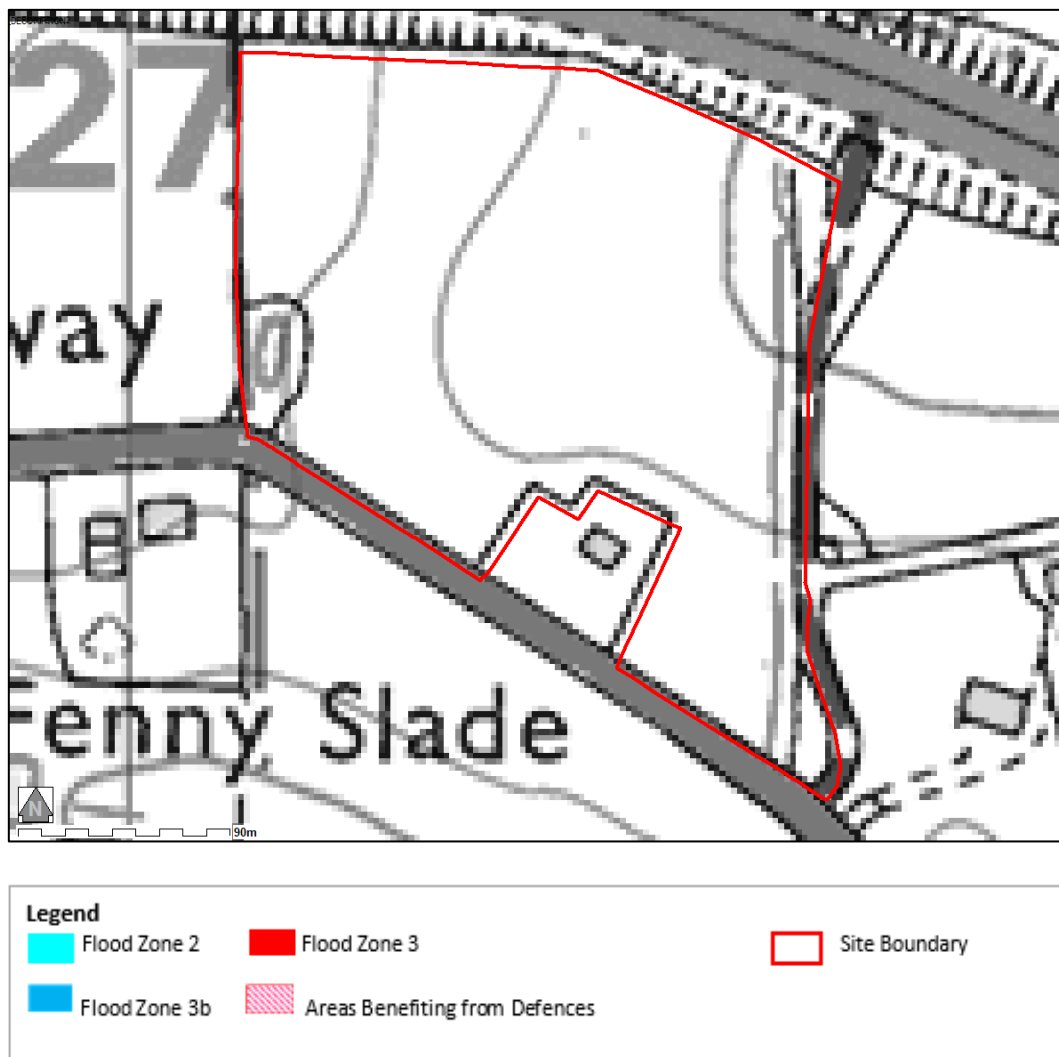 27
way
Fenny Slade
N
90m
Legend
Flood Zone 2 Flood Zone 3 Site Boundary
Flood Zone 3b Areas Benefiting from Defences